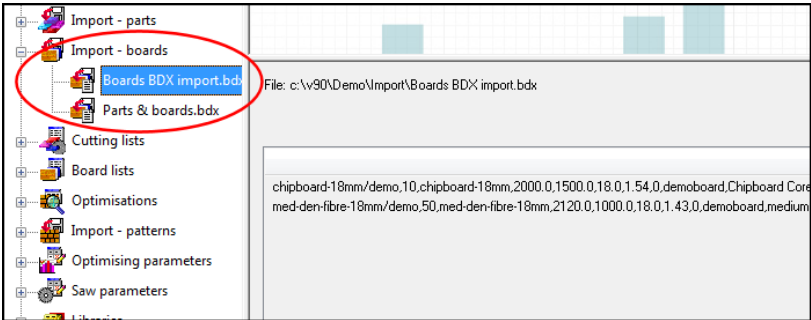 Import - parts
Import - boards
Boards BDX import.bdx
Parts & boards.bdx
Cutting lists
Board lists
Optimisations
Import - patterns
Optimising parameters
Saw parameters
Libraries
File: c:\v90\Demo\Import\Boards BDX import.bdx
chipboard-18mm/demo,10,chipboard-18mm,2000.0,1500.0,18.0,1.54,0,demoboard,Chipboard Core
med-den-fibre-18mm/demo,50,med-den-fibre-18mm,2120.0,1000.0,18.0,1.43,0,demoboard,medium